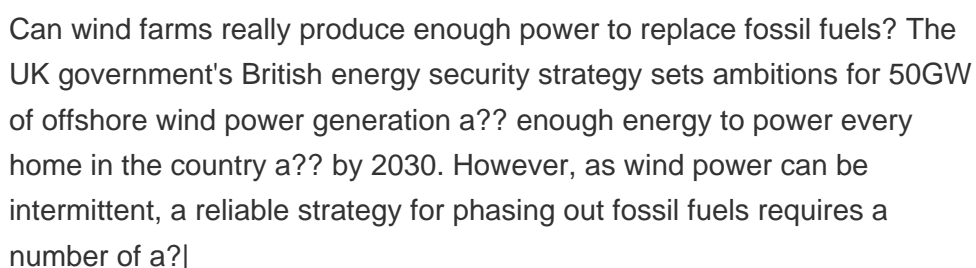 Can wind farms really produce enough power to replace fossil fuels? The
UK government's British energy security strategy sets ambitions for 50GW
of offshore wind power generation a?? enough energy to power every
home in the country a?? by 2030. However, as wind power can be
intermittent, a reliable strategy for phasing out fossil fuels requires a
number of a?|